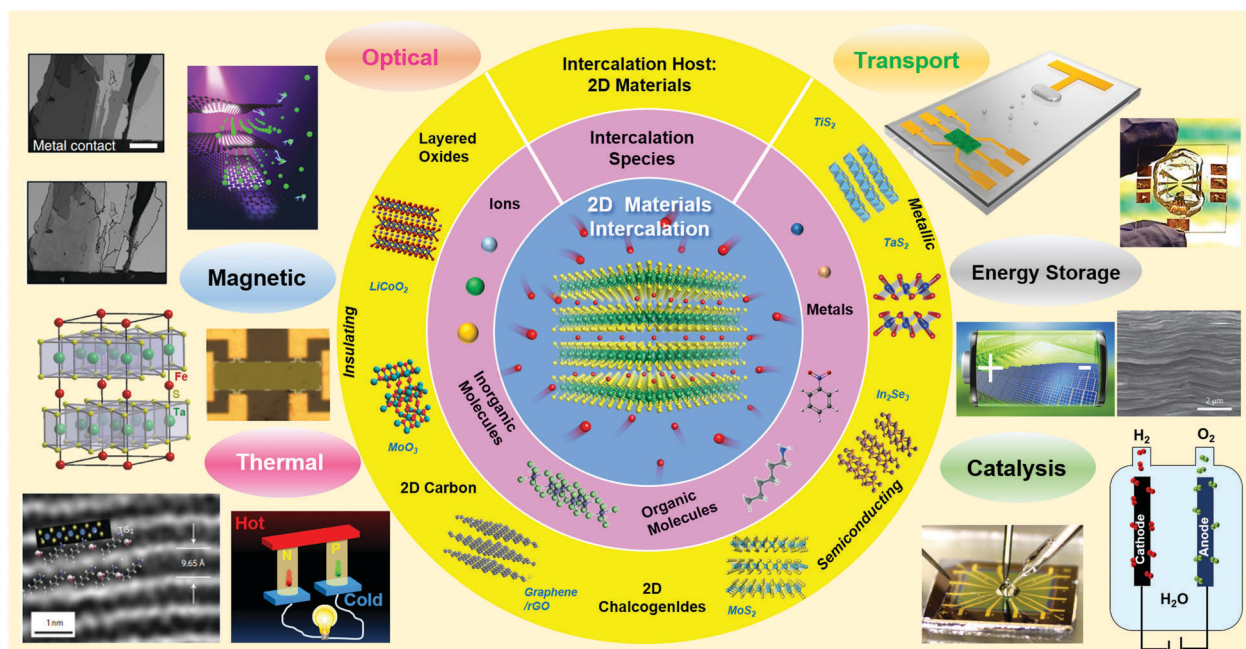 Optical
Intercalation Host:
2D Materials
Transport
Metal contact
Layered
Oxides
Intercalation
Species
TiS₂
Ions
2D Materials
Intercalation
Metallic
TaS₂
Magnetic
LiCoO₂
Metals
Energy Storage
Insulating
Fe
S
Ta
Inorganic
Molecules
+
-
2 µm
MoO₃
In₂Se₃
Thermal
2D Carbon
Organic
Molecules
Semiconducting
Catalysis
H₂
O₂
TiS₂
9.65 Å
1 nm
Hot
N
P
Cold
Graphene
/rGO
2D
Chalcogenides
MoS₂
Cathode
Anode
H₂O